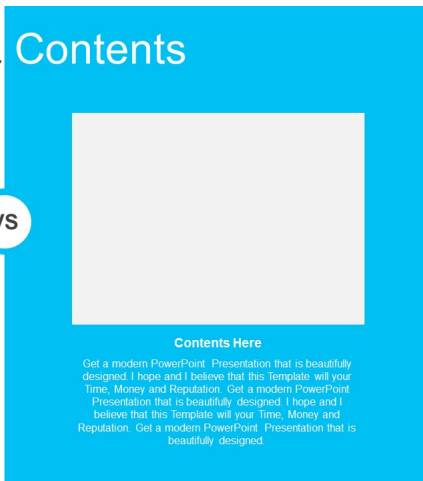 Contents
VS
Contents Here
Get a modern PowerPoint Presentation that is beautifully
designed. I hope and I believe that this Template will your
Time, Money and Reputation. Get a modern PowerPoint
Presentation that is beautifully designed. I hope and I
believe that this Template will your Time, Money and
Reputation. Get a modern PowerPoint Presentation that is
beautifully designed.